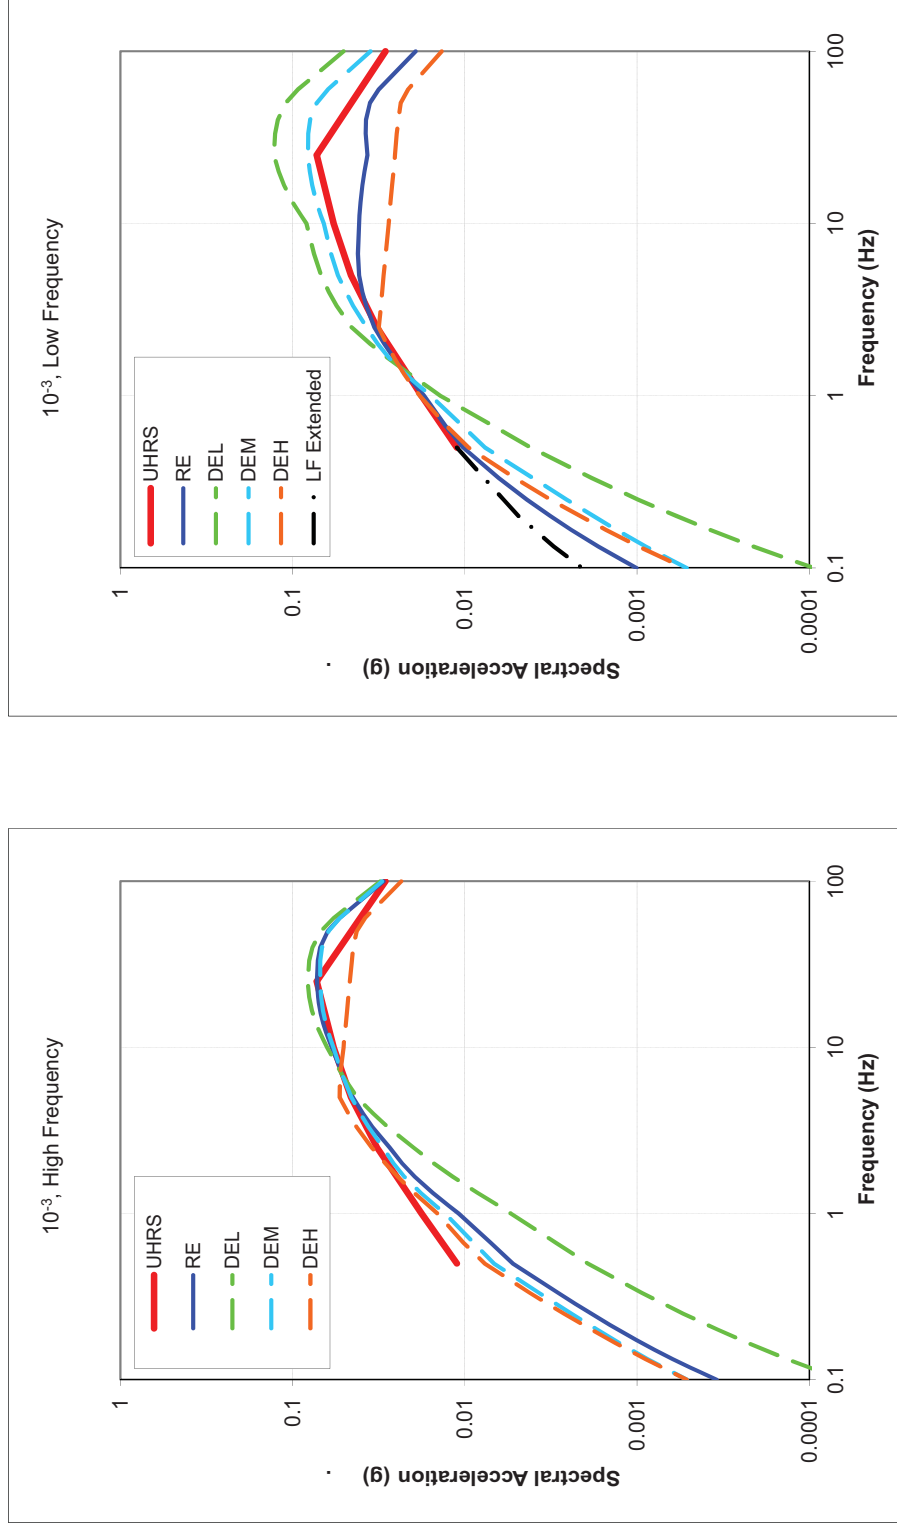 10-3, High Frequency
UHRS
RE
DEL
DEM
DEH
1
0.1
0.01
0.001
0.0001
Spectral Acceleration (g) .
0.1
1
10
100
Frequency (Hz)
10-3, Low Frequency
UHRS
RE
DEL
DEM
DEH
LF Extended
1
0.1
0.01
0.001
0.0001
Spectral Acceleration (g) .
0.1
1
10
100
Frequency (Hz)